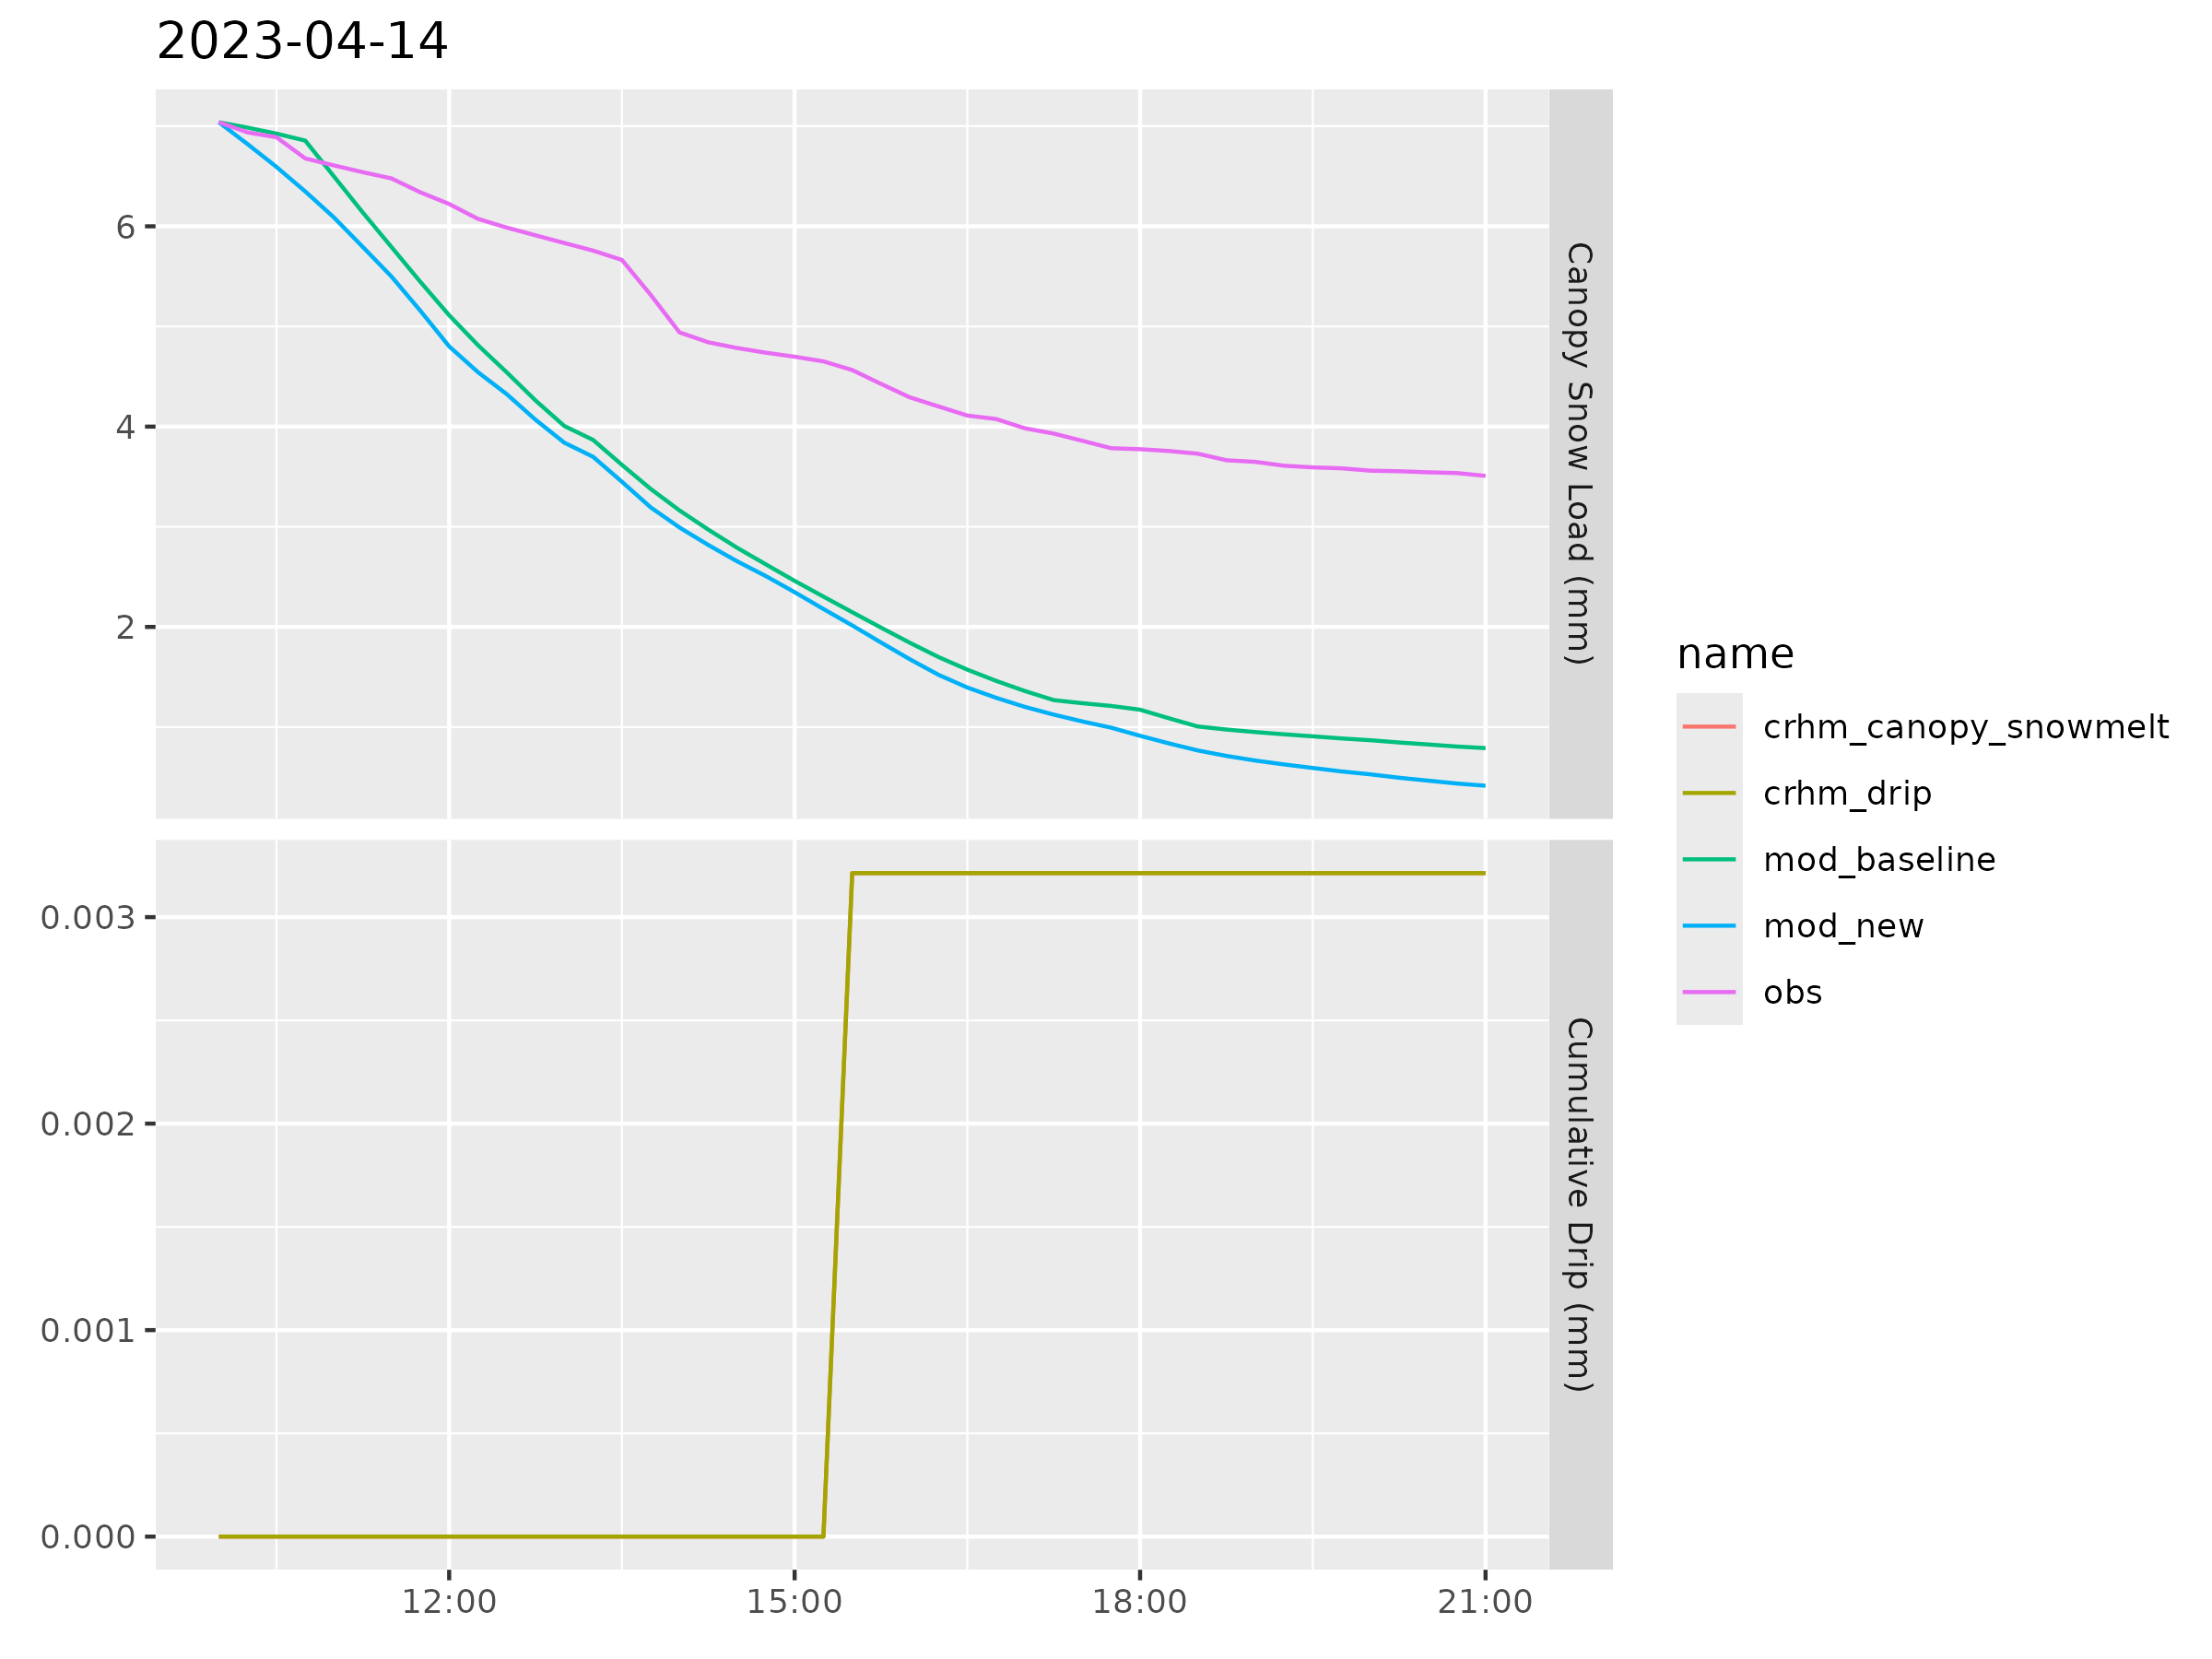 2023-04-14
6
4
2
Canopy Snow Load (mm)
0.003
0.002
0.001
0.000
Cumulative Drip (mm)
12:00
15:00
18:00
21:00
name
crhm_canopy_snowmelt
crhm_drip
mod_baseline
mod_new
obs